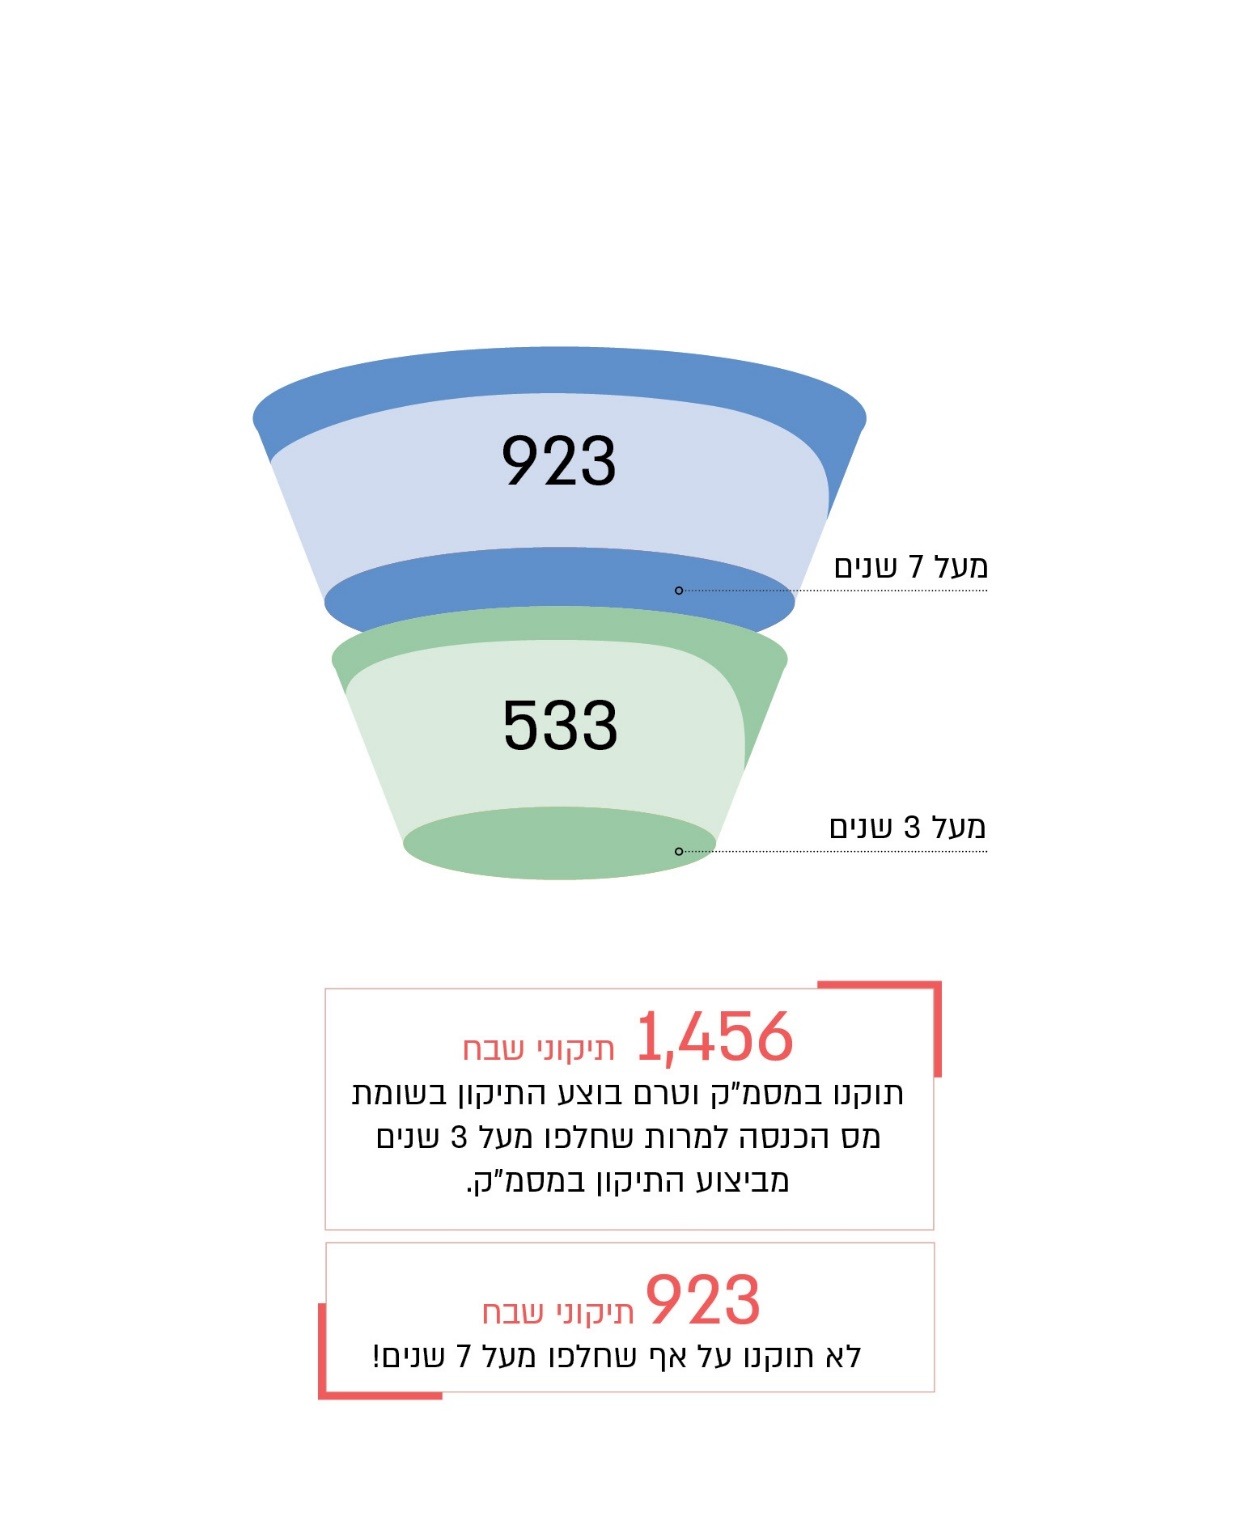 923
מעל 7 שנים
533
מעל 3 שנים
1,456 תיקוני שבח
תוקנו במסמ"ק וטרם בוצע התיקון בשומת
מס הכנסה למרות שחלפו מעל 3 שנים
מביצוע התיקון במסמ"ק.
923 תיקוני שבח
לא תוקנו על אף שחלפו מעל 7 שנים!